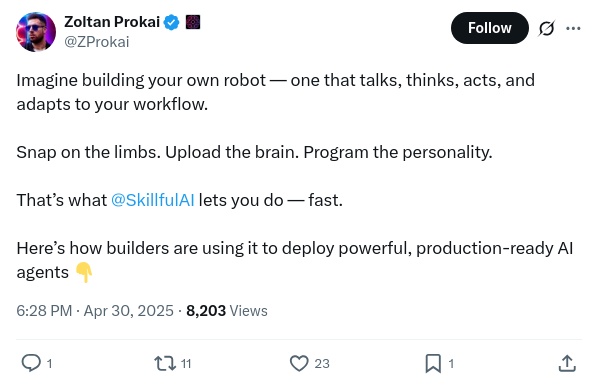 Zoltan Prokai
@ZProkai
Follow
Imagine building your own robot — one that talks, thinks, acts, and
adapts to your workflow.
Snap on the limbs. Upload the brain. Program the personality.
That’s what @SkillfulAI lets you do — fast.
Here’s how builders are using it to deploy powerful, production-ready AI
agents 👇
6:28 PM · Apr 30, 2025 · 8,203 Views
1 11 23 1